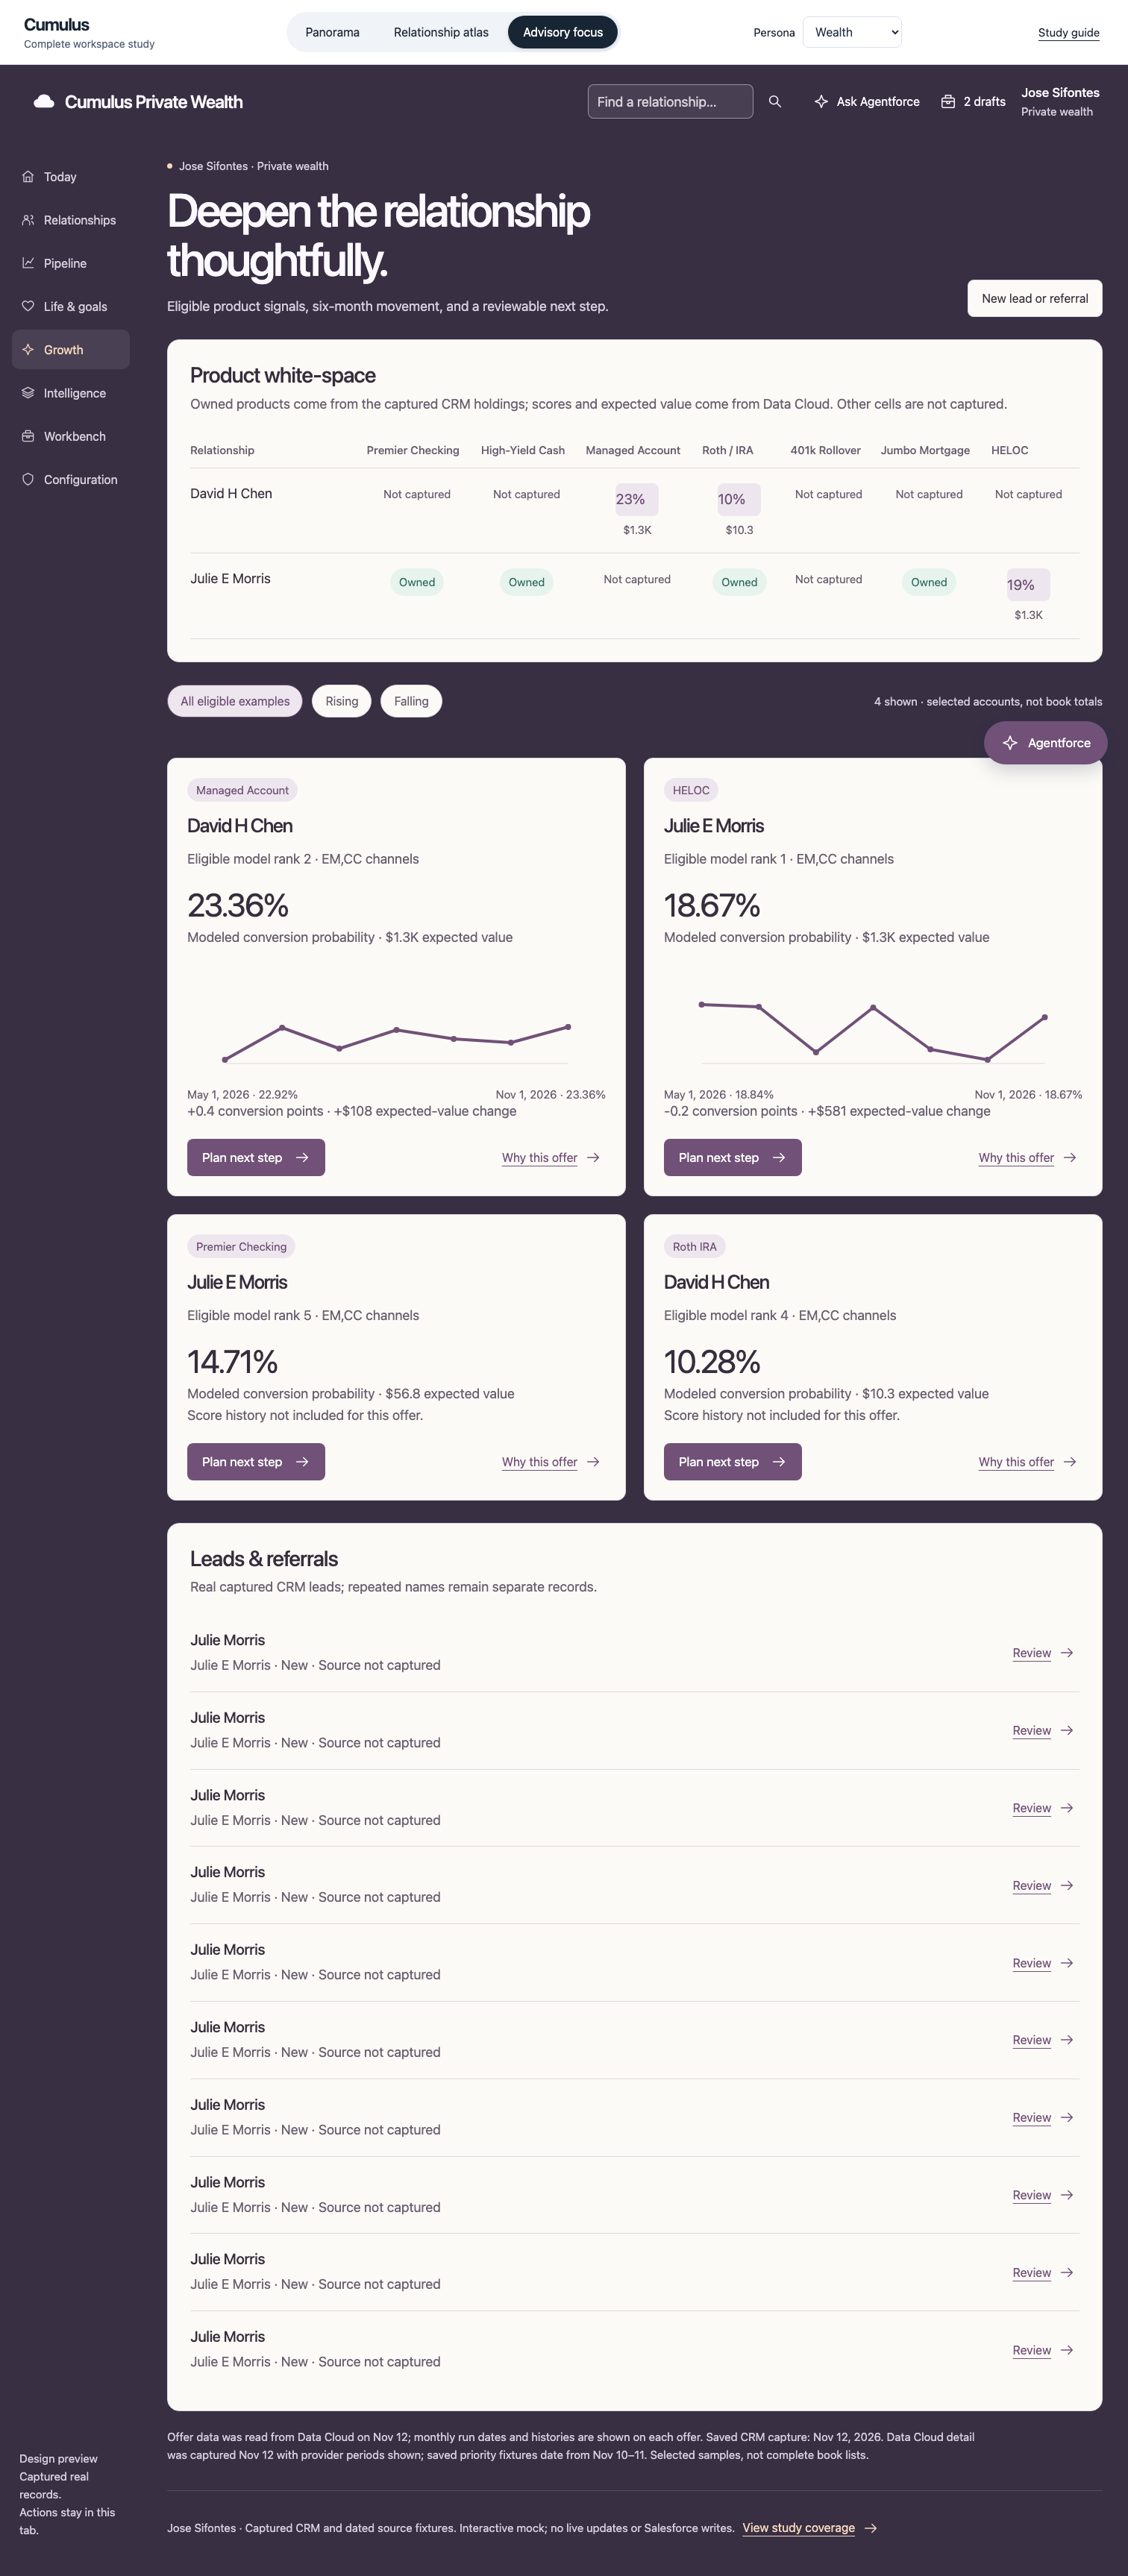 Cumulus
Complete workspace study
Panorama
Relationship atlas
Advisory focus
Persona
Wealth
Study guide
Cumulus Private Wealth
Find a relationship...
Ask Agentforce
2 drafts
Jose Sifontes
Private wealth
Today
Relationships
Pipeline
Life & goals
Growth
Intelligence
Workbench
Configuration
Jose Sifontes · Private wealth
Deepen the relationship
thoughtfully.
Eligible product signals, six-month movement, and a reviewable next step.
New lead or referral
Product white-space
Owned products come from the captured CRM holdings; scores and expected value come from Data Cloud. Other cells are not captured.
Relationship Premier Checking High-Yield Cash Managed Account Roth / IRA 401k Rollover Jumbo Mortgage HELOC
David H Chen Not captured Not captured 23% 10% Not captured Not captured Not captured
$1.3K $10.3
Julie E Morris Owned Owned Not captured Owned Not captured Owned 19%
$1.3K
All eligible examples
Rising
Falling
4 shown · selected accounts, not book totals
Agentforce
Managed Account
David H Chen
Eligible model rank 2 · EM,CC channels
23.36%
Modeled conversion probability · $1.3K expected value
May 1, 2026 · 22.92% Nov 1, 2026 · 23.36%
+0.4 conversion points · +$108 expected-value change
Plan next step
Why this offer
HELOC
Julie E Morris
Eligible model rank 1 · EM,CC channels
18.67%
Modeled conversion probability · $1.3K expected value
May 1, 2026 · 18.84% Nov 1, 2026 · 18.67%
-0.2 conversion points · +$581 expected-value change
Plan next step
Why this offer
Premier Checking
Julie E Morris
Eligible model rank 5 · EM,CC channels
14.71%
Modeled conversion probability · $56.8 expected value
Score history not included for this offer.
Plan next step
Why this offer
Roth IRA
David H Chen
Eligible model rank 4 · EM,CC channels
10.28%
Modeled conversion probability · $10.3 expected value
Score history not included for this offer.
Plan next step
Why this offer
Leads & referrals
Real captured CRM leads; repeated names remain separate records.
Julie Morris
Julie E Morris · New · Source not captured
Review
Julie Morris
Julie E Morris · New · Source not captured
Review
Julie Morris
Julie E Morris · New · Source not captured
Review
Julie Morris
Julie E Morris · New · Source not captured
Review
Julie Morris
Julie E Morris · New · Source not captured
Review
Julie Morris
Julie E Morris · New · Source not captured
Review
Julie Morris
Julie E Morris · New · Source not captured
Review
Julie Morris
Julie E Morris · New · Source not captured
Review
Julie Morris
Julie E Morris · New · Source not captured
Review
Julie Morris
Julie E Morris · New · Source not captured
Review
Offer data was read from Data Cloud on Nov 12; monthly run dates and histories are shown on each offer. Saved CRM capture: Nov 12, 2026. Data Cloud detail
was captured Nov 12 with provider periods shown; saved priority fixtures date from Nov 10–11. Selected samples, not complete book lists.
Design preview
Captured real
records.
Actions stay in this
tab.
Jose Sifontes · Captured CRM and dated source fixtures. Interactive mock; no live updates or Salesforce writes. View study coverage